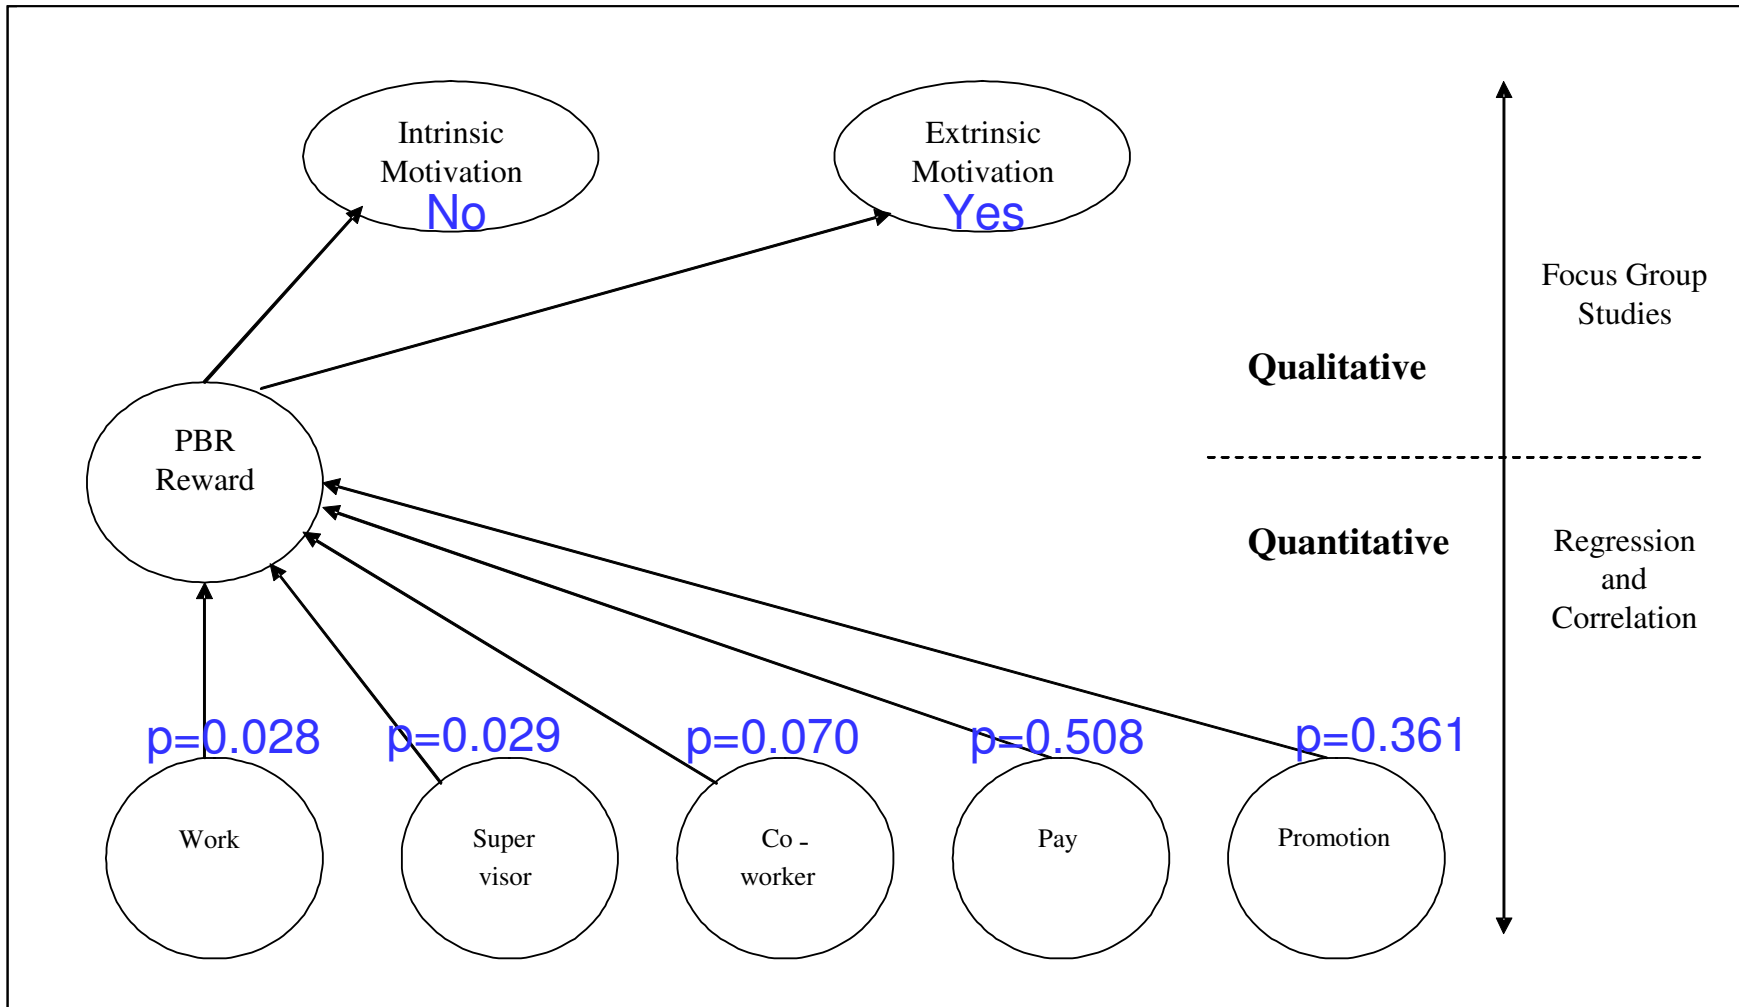 Intrinsic
Motivation
No
Extrinsic
Motivation
Yes
Focus Group
Studies
Qualitative
PBR
Reward
Quantitative
Regression
and
Correlation
p=0.028
p=0.029
p=0.070
p=0.508
p=0.361
Work
Super
visor
Co -
worker
Pay
Promotion